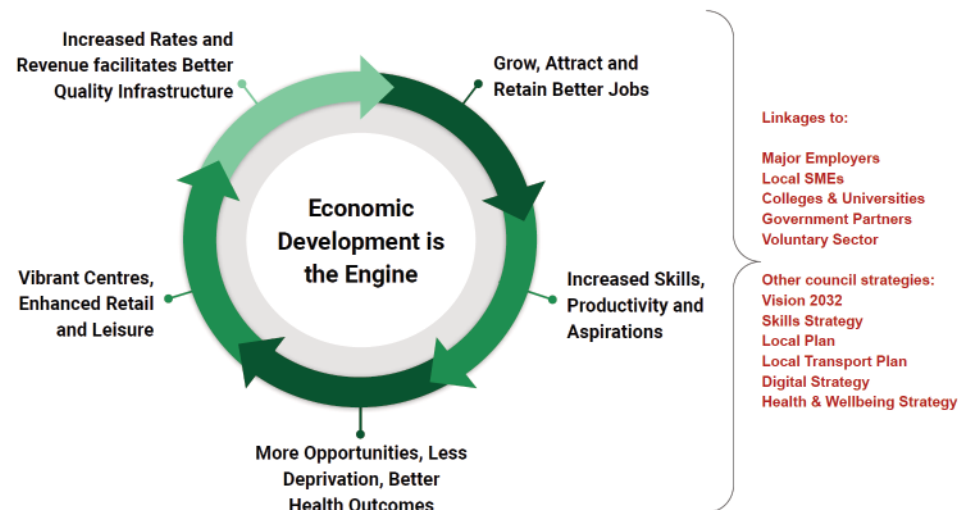 Increased Rates and
Revenue facilitates Better
Quality Infrastructure
Grow, Attract and
Retain Better Jobs
Economic
Development is
the Engine
Increased Skills,
Productivity and
Aspirations
More Opportunities, Less
Deprivation, Better
Health Outcomes
Vibrant Centres,
Enhanced Retail
and Leisure
Linkages to:
Major Employers
Local SMEs
Colleges & Universities
Government Partners
Voluntary Sector
Other council strategies:
Vision 2032
Skills Strategy
Local Plan
Local Transport Plan
Digital Strategy
Health & Wellbeing Strategy